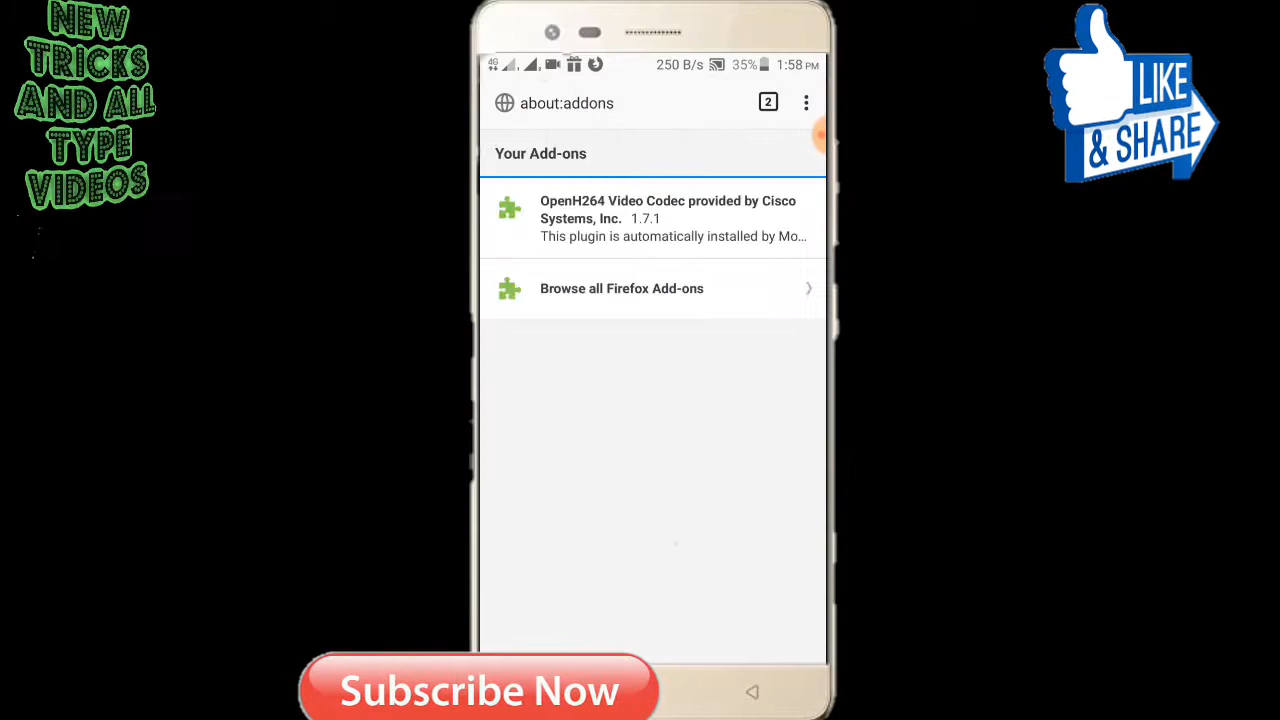 NEW
TRICKS
AND ALL
TYPE
VIDEOS
LIKE
& SHARE
4G 250 B/s 35% 1:58 PM
about:addons 2
Your Add-ons
OpenH264 Video Codec provided by Cisco
Systems, Inc. 1.7.1
This plugin is automatically installed by Mo...
Browse all Firefox Add-ons
Subscribe Now